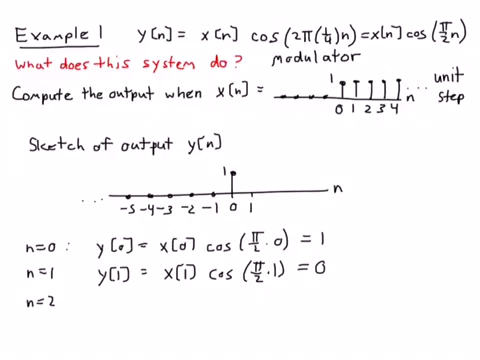 Example 1 y[n] = x[n] cos(2π(1/4)n) = x[n] cos(π/2 n)
What does this system do? modulator
Compute the output when x[n] = 1 n ... unit step
0 1 2 3 4
Sketch of output y[n]
1
... n
-5 -4 -3 -2 -1 0 1
n=0 : y[0] = x[0] cos(π/2 · 0) = 1
n=1 y[1] = x[1] cos(π/2 · 1) = 0
n=2